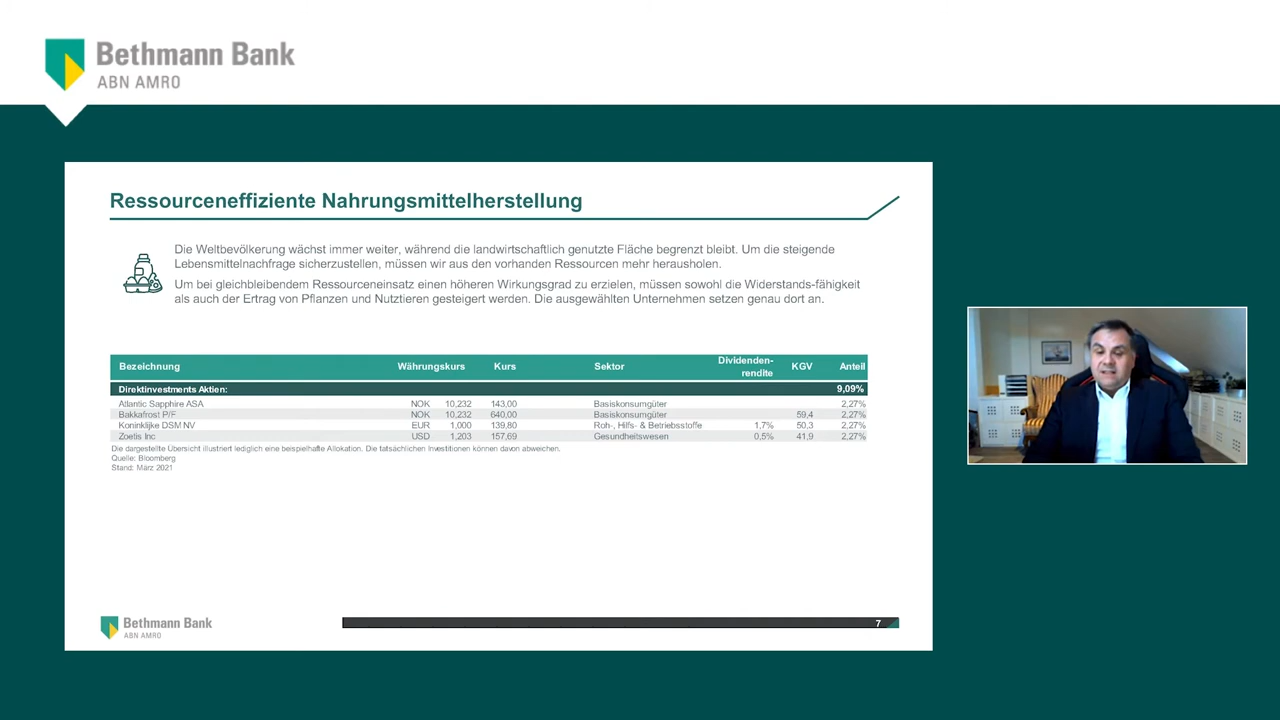 Bethmann Bank
ABN AMRO
Ressourceneffiziente Nahrungsmittelherstellung
Die Weltbevölkerung wächst immer weiter, während die landwirtschaftlich genutzte Fläche begrenzt bleibt. Um die steigende
Lebensmittelnachfrage sicherzustellen, müssen wir aus den vorhanden Ressourcen mehr herausholen.
Um bei gleichbleibendem Ressourceneinsatz einen höheren Wirkungsgrad zu erzielen, müssen sowohl die Widerstands-fähigkeit
als auch der Ertrag von Pflanzen und Nutztieren gesteigert werden. Die ausgewählten Unternehmen setzen genau dort an.
Bezeichnung Währungskurs Kurs Sektor Dividenden-rendite KGV Anteil
Direktinvestments Aktien: 9,09%
Atlantic Sapphire ASA NOK 10,232 143,00 Basiskonsumgüter 2,27%
Bakkafrost P/F NOK 10,232 640,00 Basiskonsumgüter 59,4 2,27%
Koninklijke DSM NV EUR 1,000 139,80 Roh-, Hilfs- & Betriebsstoffe 1,7% 50,3 2,27%
Zoetis Inc USD 1,203 157,69 Gesundheitswesen 0,5% 41,9 2,27%
Die dargestellte Übersicht illustriert lediglich eine beispielhafte Allokation. Die tatsächlichen Investitionen können davon abweichen.
Quelle: Bloomberg
Stand: März 2021
Bethmann Bank
ABN AMRO
7